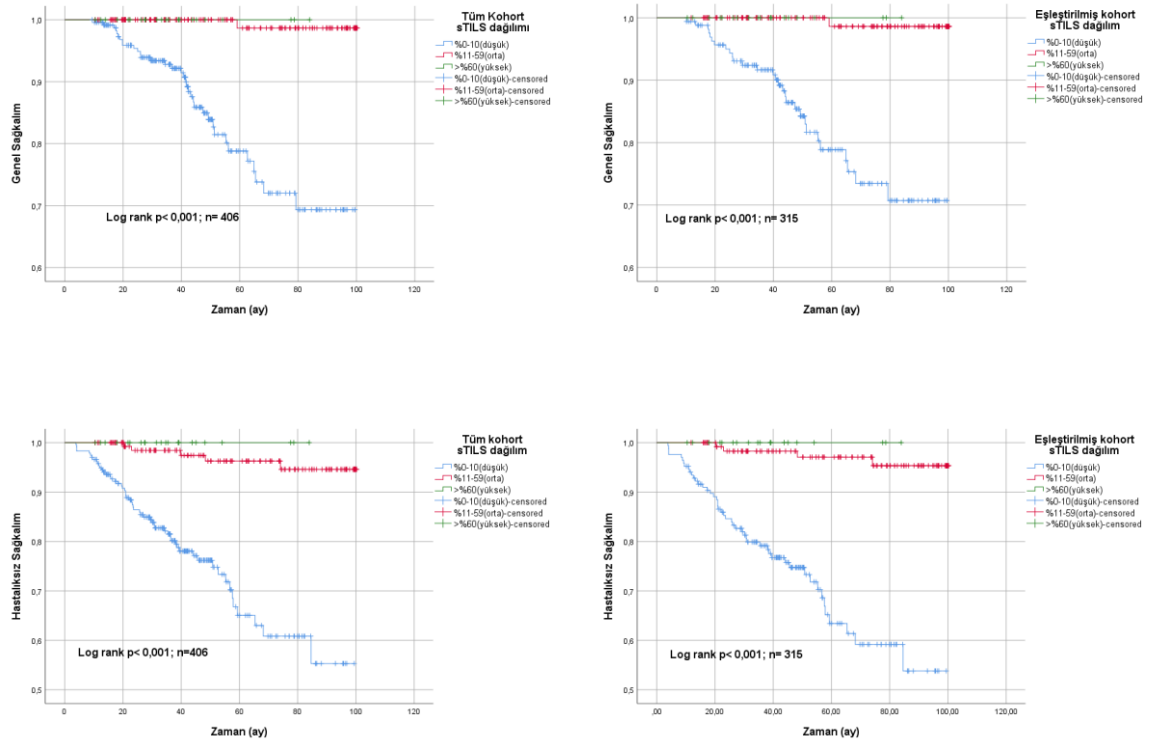 Tüm Kohort
sTILS dağılımı
%0-10(düşük)
%11-59(orta)
>%60(yüksek)
%0-10(düşük)-censored
%11-59(orta)-censored
>%60(yüksek)-censored
Genel Sağkalım
1,0
0,9
0,8
0,7
0,6
Log rank p< 0,001; n= 406
0 20 40 60 80 100 120
Zaman (ay)
Eşleştirilmiş kohort
sTILS dağılım
%0-10(düşük)
%11-59(orta)
>%60(yüksek)
%0-10(düşük)-censored
%11-59(orta)-censored
>%60(yüksek)-censored
Genel Sağkalım
1,0
0,9
0,8
0,7
0,6
Log rank p< 0,001; n= 315
0 20 40 60 80 100 120
Zaman (ay)
Tüm kohort
sTILS dağılım
%0-10(düşük)
%11-59(orta)
>%60(yüksek)
%0-10(düşük)-censored
%11-59(orta)-censored
>%60(yüksek)-censored
Hastalıksız Sağkalım
1,0
0,9
0,8
0,7
0,6
0,5
Log rank p< 0,001; n=406
0 20 40 60 80 100 120
Zaman (ay)
Eşleştirilmiş kohort
sTILS dağılım
%0-10(düşük)
%11-59(orta)
>%60(yüksek)
%0-10(düşük)-censored
%11-59(orta)-censored
>%60(yüksek)-censored
Hastalıksız Sağkalım
1,0
0,9
0,8
0,7
0,6
0,5
Log rank p< 0,001; n= 315
,00 20,00 40,00 60,00 80,00 100,00 120,00
Zaman (ay)